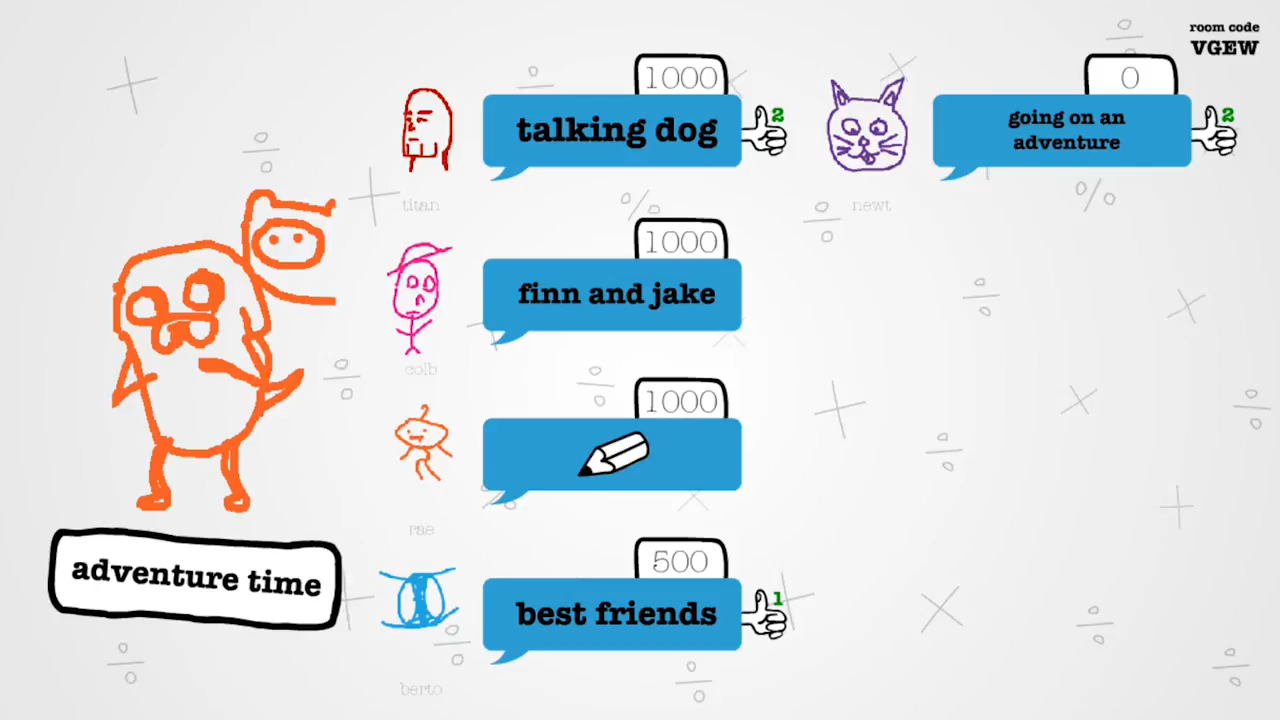 room code
VGEW
1000
talking dog
2
titan
0
going on an
adventure
2
newt
1000
finn and jake
colb
1000
rae
adventure time
500
best friends
1
berto